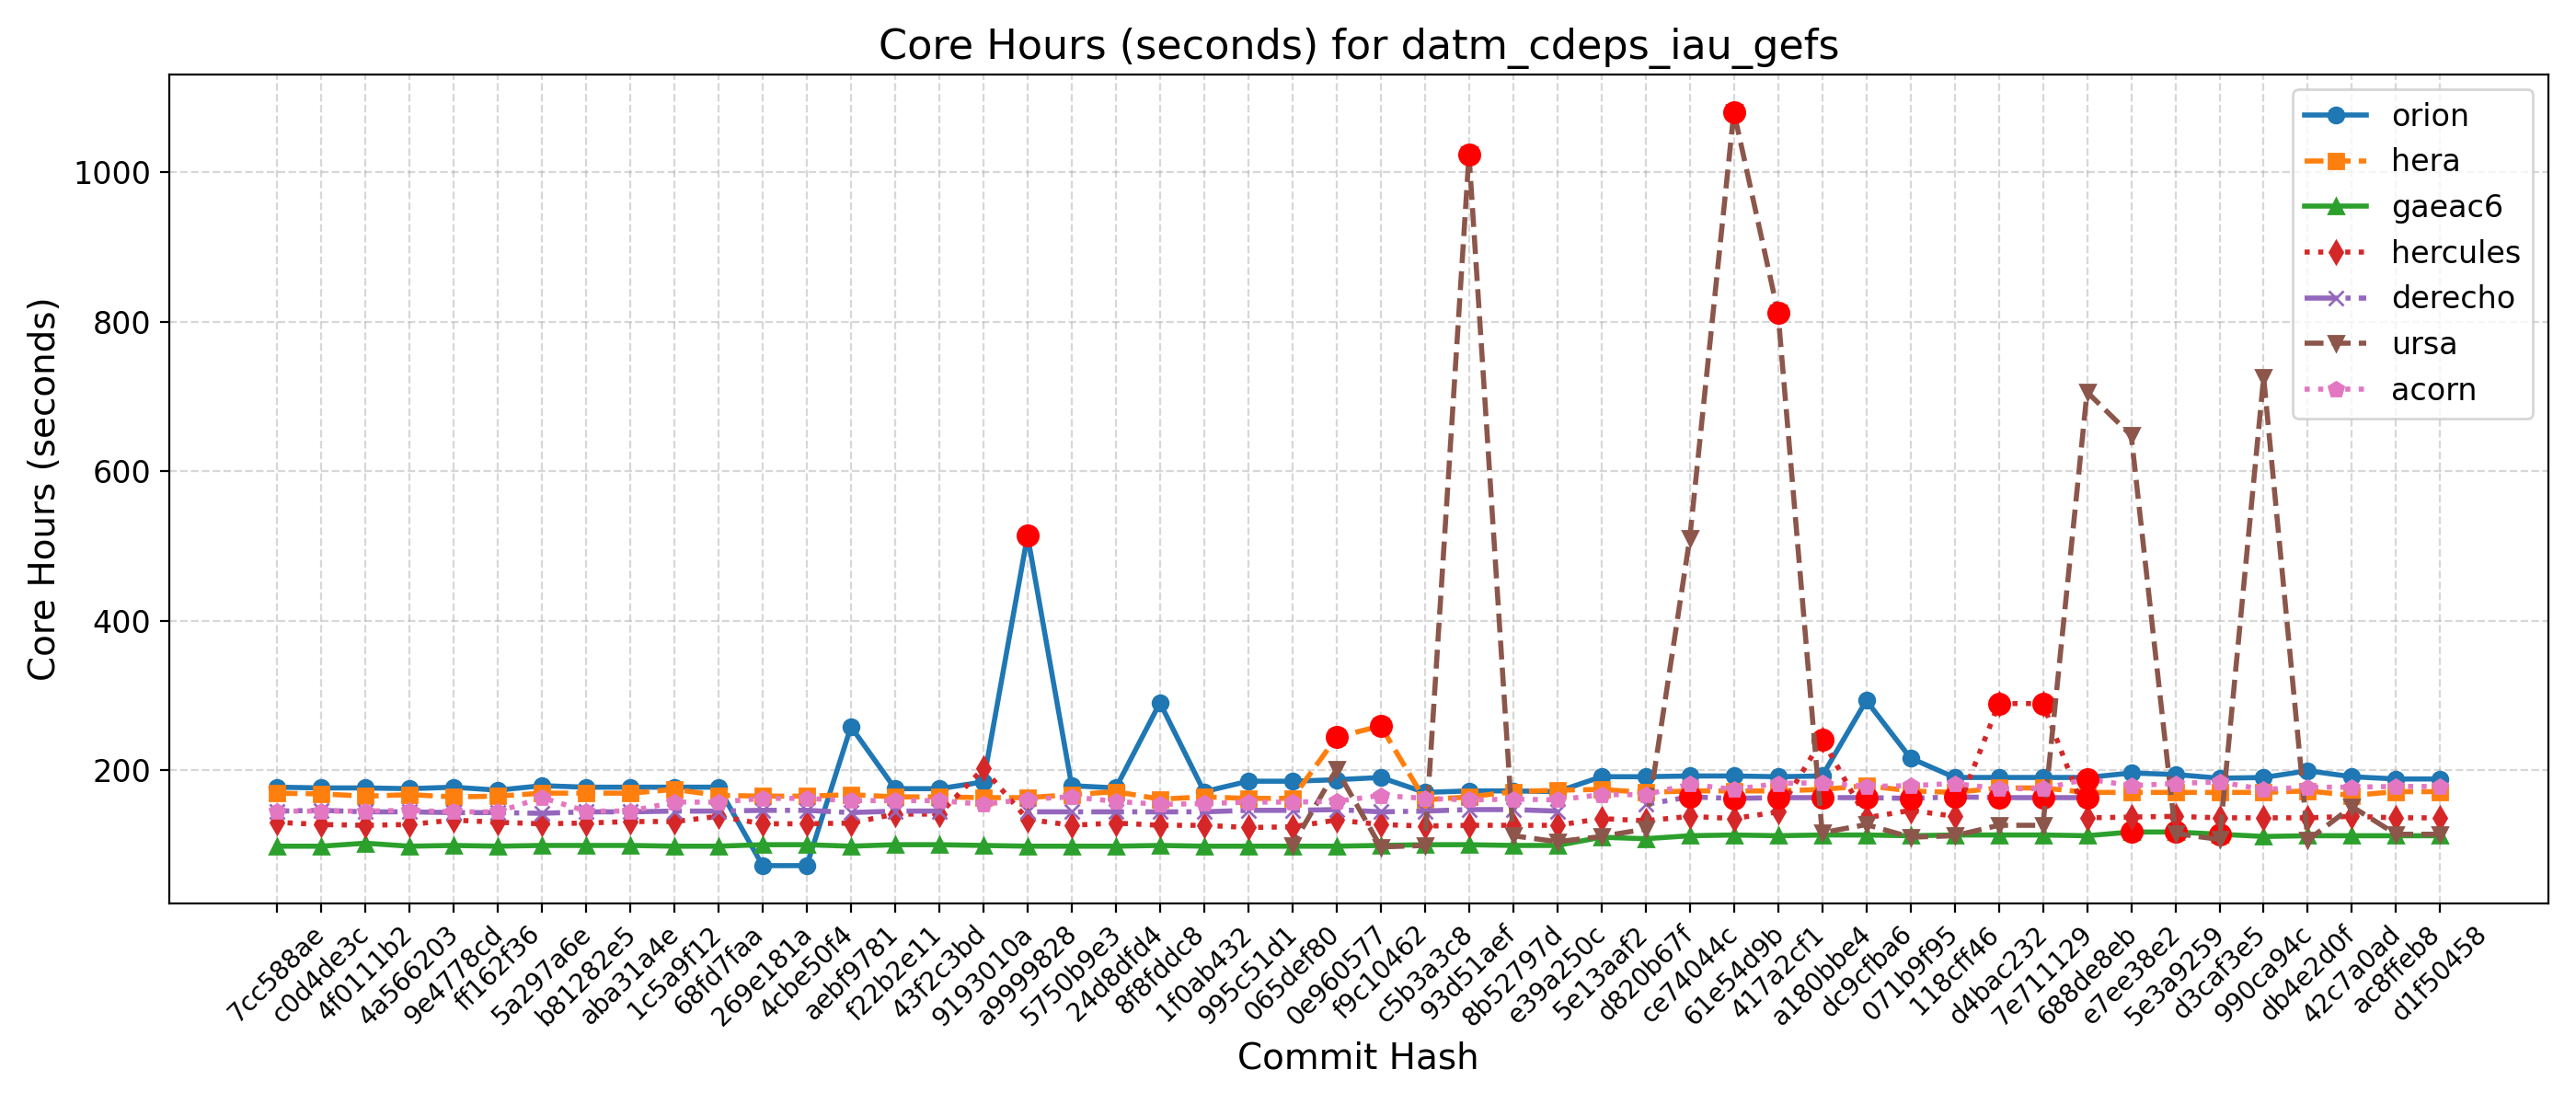 Core Hours (seconds) for datm_cdeps_iau_gefs
Core Hours (seconds)
1000
800
600
400
200
orion
hera
gaeac6
hercules
derecho
ursa
acorn
7cc588ae
c0d4de3c
4f0111b2
4a566203
9e4778cd
ff162f36
5a297a6e
b81282e5
aba31a4e
1c5a9f12
68fd7faa
269e181a
4cbe50f4
aebf9781
f22b2e11
43f2c3bd
9193010a
a9999828
5750b9e3
24d8dfd4
8f8fddc8
1f0ab432
995c51d1
065def80
0e960577
f9c10462
c5b3a3c8
93d51aef
8b52797d
e39a250c
5e13aaf2
d820b67f
ce74044c
61e54d9b
417a2cf1
a180bbe4
dc9cfba6
071b9f95
118cff46
d4bac232
7e711129
688de8eb
e7ee38e2
5e3a9259
d3caf3e5
990ca94c
db4e2d0f
42c7a0ad
ac8ffeb8
d1f50458
Commit Hash